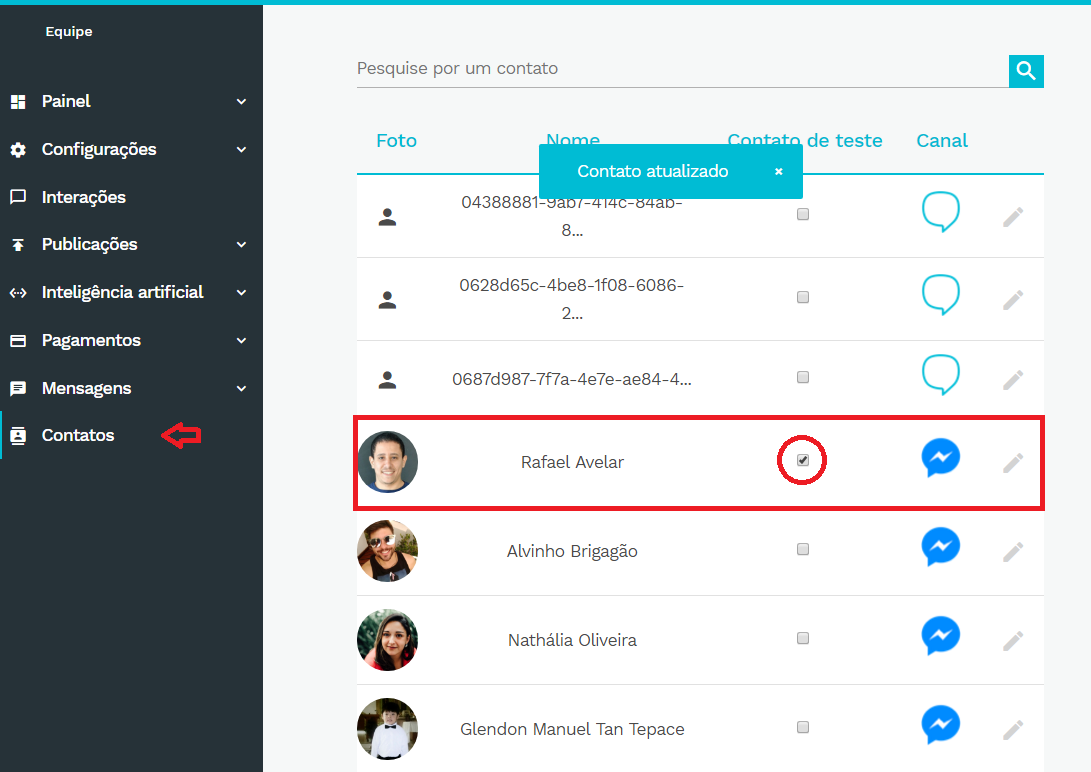 Equipe
Painel
Configurações
Interações
Publicações
Inteligência artificial
Pagamentos
Mensagens
Contatos
Pesquise por um contato
Foto Nome Contato de teste Canal
Contato atualizado ×
04388881-9ab7-414c-84ab-
8...
0628d65c-4be8-1f08-6086-
2...
0687d987-7f7a-4e7e-ae84-4...
Rafael Avelar
Alvinho Brigagão
Nathália Oliveira
Glendon Manuel Tan Tepace